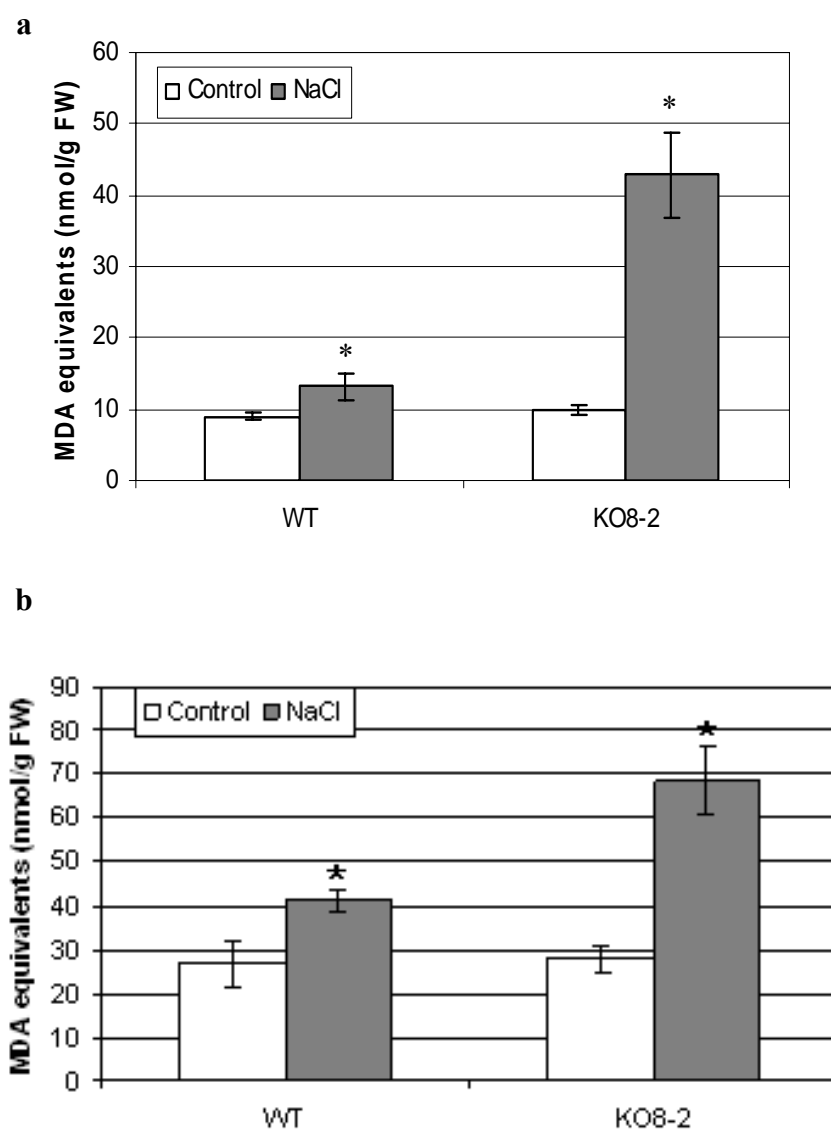 a
60
50
40
30
20
10
0
MDA equivalents (nmol/g FW)
Control NaCl
*
*
WT KO8-2
b
90
80
70
60
50
40
30
20
10
0
MDA equivalents (nmol/g FW)
Control NaCl
*
*
WT KO8-2